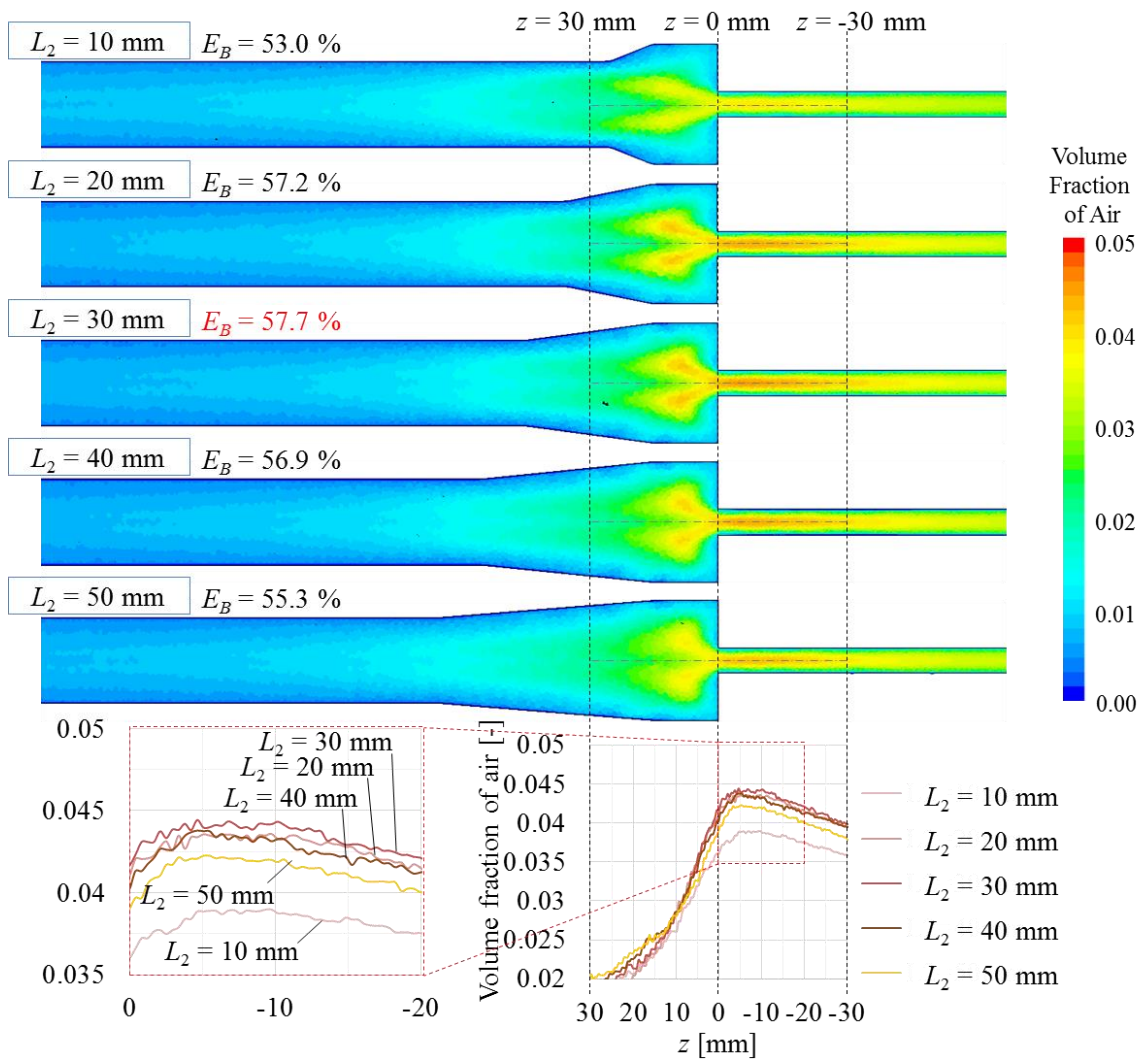 z = 30 mm z = 0 mm z = -30 mm
L2 = 10 mm E_B = 53.0 %
L2 = 20 mm E_B = 57.2 %
L2 = 30 mm E_B = 57.7 %
L2 = 40 mm E_B = 56.9 %
L2 = 50 mm E_B = 55.3 %
Volume
Fraction
of Air
0.05
0.04
0.03
0.02
0.01
0.00
0.05
0.045
0.04
0.035
0 -10 -20
L2 = 30 mm
L2 = 20 mm
L2 = 40 mm
L2 = 50 mm
L2 = 10 mm
Volume fraction of air [-]
0.05
0.045
0.04
0.035
0.03
0.025
0.02
30 20 10 0 -10 -20 -30
z [mm]
L2 = 10 mm
L2 = 20 mm
L2 = 30 mm
L2 = 40 mm
L2 = 50 mm